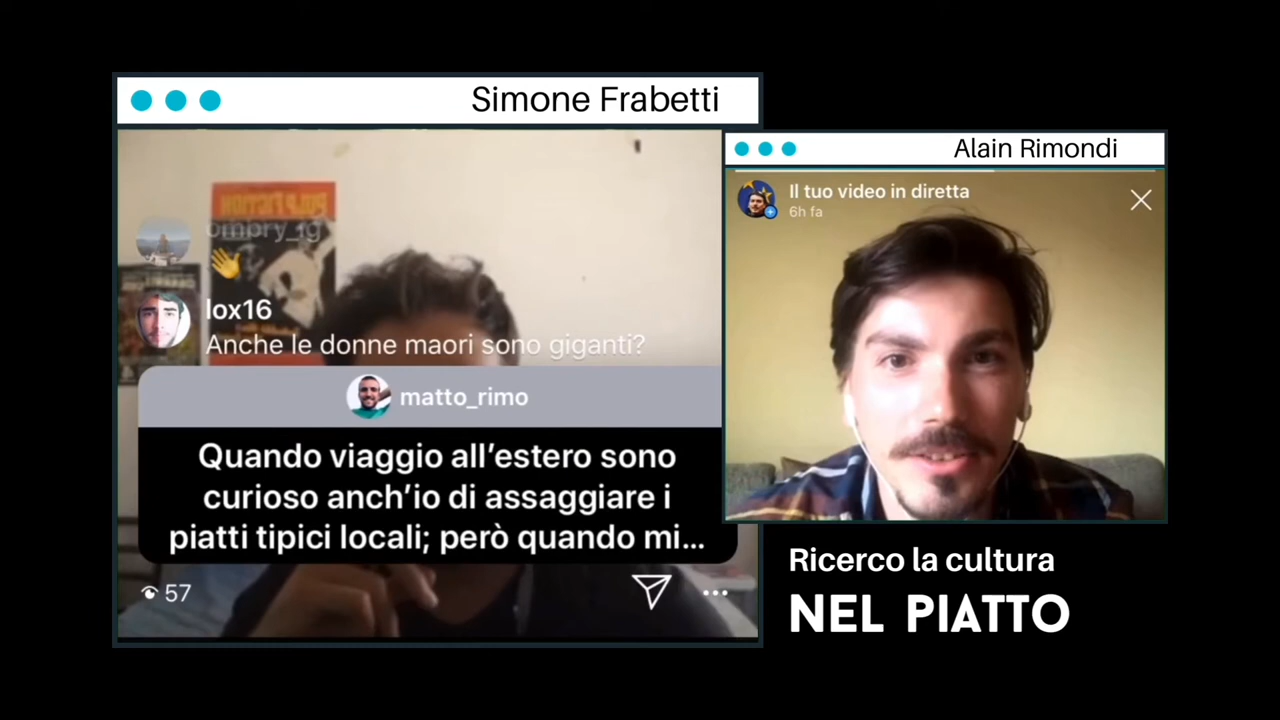 Simone Frabetti
Alain Rimondi
Il tuo video in diretta
6h fa
ombry_ig
👋
lox16
Anche le donne maori sono giganti?
matto_rimo
Quando viaggio all’estero sono
curioso anch’io di assaggiare i
piatti tipici locali; però quando mi...
57
Ricerco la cultura
NEL PIATTO